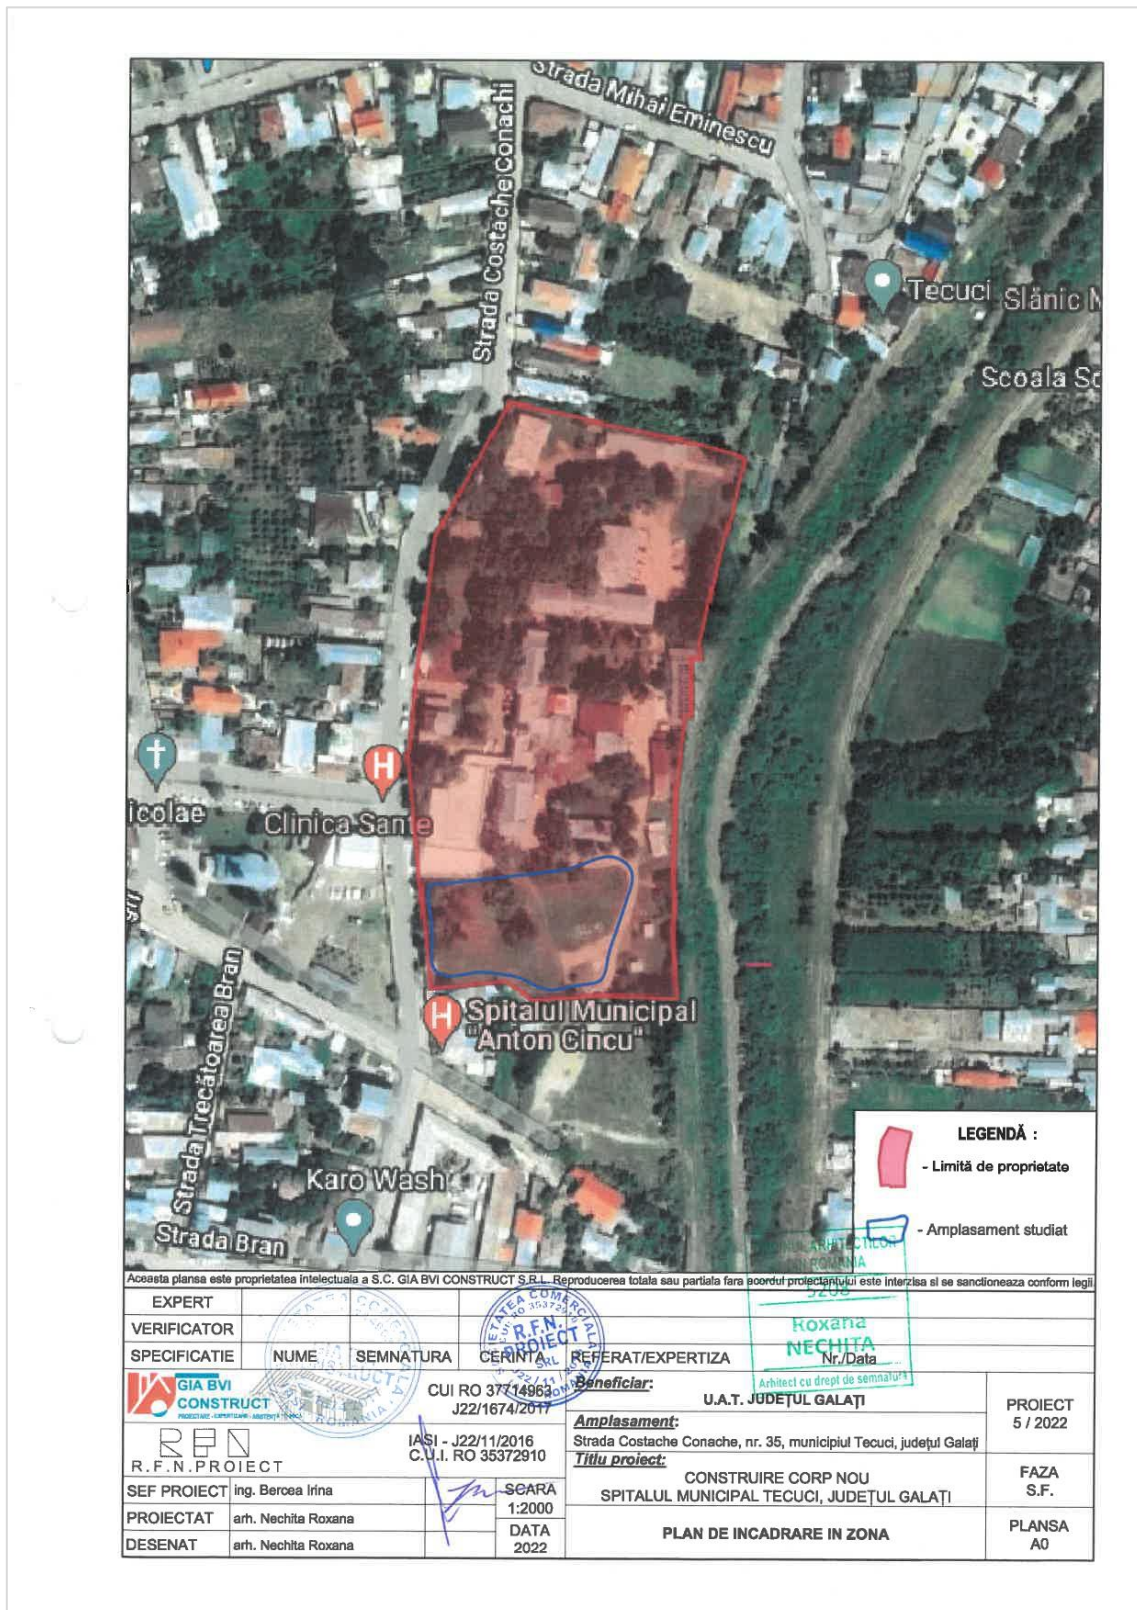 Strada Mihai Eminescu
Strada Costache Conachi
Tecuci
Slănic
Scoala
icolae
Clinica Sante
Spitalul Municipal
"Anton Cincu"
Strada Trecătoarea Bran
Karo Wash
Strada Bran
LEGENDĂ :
- Limită de proprietate
- Amplasament studiat
Aceasta plansa este proprietatea intelectuala a S.C. GIA BVI CONSTRUCT S.R.L. Reproducerea totala sau partiala fara acordul proiectantului este interzisa si se sanctioneaza conform legii
EXPERT
VERIFICATOR
SPECIFICATIE NUME SEMNATURA CERINTA REFERAT/EXPERTIZA Nr./Data
R.F.N.
PROIECT
SRL
5208
Roxana
NECHITA
Arhitect cu drept de semnatura
GIA BVI
CONSTRUCT
CUI RO 37714963
J22/1674/2017
Beneficiar:
U.A.T. JUDEȚUL GALAȚI
PROIECT
5 / 2022
Amplasament:
Strada Costache Conache, nr. 35, municipiul Tecuci, județul Galați
RFN
R.F.N.PROIECT
IASI - J22/11/2016
C.U.I. RO 35372910
Titlu proiect:
CONSTRUIRE CORP NOU
SPITALUL MUNICIPAL TECUCI, JUDEȚUL GALAȚI
FAZA
S.F.
SEF PROIECT ing. Bercea Irina
SCARA
1:2000
PROIECTAT arh. Nechita Roxana
DESENAT arh. Nechita Roxana
DATA
2022
PLAN DE INCADRARE IN ZONA
PLANSA
A0